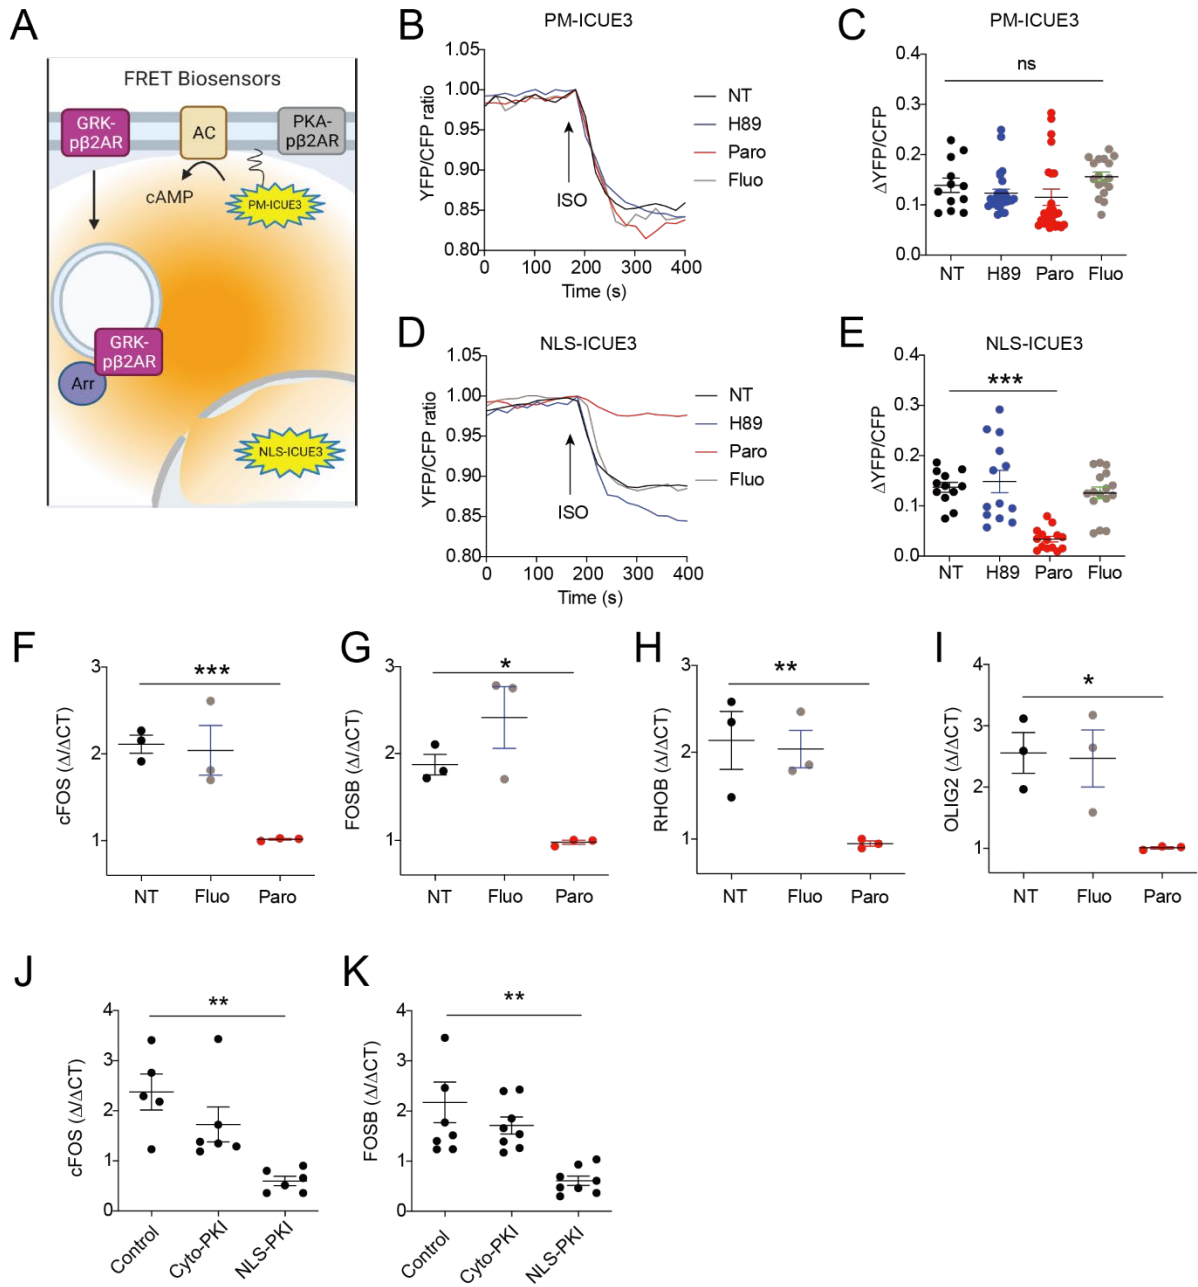 A
FRET Biosensors
GRK-
pβ2AR
AC
PKA-
pβ2AR
cAMP
PM-ICUE3
GRK-
pβ2AR
Arr
NLS-ICUE3
B
PM-ICUE3
YFP/CFP ratio
1.05
1.00
0.95
0.90
0.85
0.80
ISO
0 100 200 300 400
Time (s)
NT
H89
Paro
Fluo
C
PM-ICUE3
ΔYFP/CFP
0.4
0.3
0.2
0.1
0.0
ns
NT H89 Paro Fluo
D
NLS-ICUE3
YFP/CFP ratio
1.05
1.00
0.95
0.90
0.85
0.80
ISO
0 100 200 300 400
Time (s)
NT
H89
Paro
Fluo
E
NLS-ICUE3
ΔYFP/CFP
0.4
0.3
0.2
0.1
0.0
***
NT H89 Paro Fluo
F
cFOS (Δ/ΔCT)
3
2
1
***
NT Fluo Paro
G
FOSB (Δ/ΔCT)
3
2
1
*
NT Fluo Paro
H
RHOB (Δ/ΔCT)
3
2
1
**
NT Fluo Paro
I
OLIG2 (Δ/ΔCT)
4
3
2
1
*
NT Fluo Paro
J
cFOS (Δ/ΔCT)
4
3
2
1
0
**
Control Cyto-PKI NLS-PKI
K
FOSB (Δ/ΔCT)
4
3
2
1
0
**
Control Cyto-PKI NLS-PKI